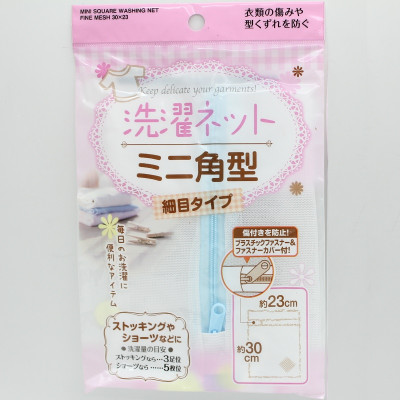 MINI SQUARE WASHING NET
FINE MESH 30×23
衣類の傷みや
型くずれを防ぐ
Keep delicate your garments!
洗濯ネット
ミニ角型
細目タイプ
毎日のお洗濯に
便利なアイテム
傷付きを防止!
プラスチックファスナー&
ファスナーカバー付!
約23cm
約30
cm
ストッキングや
ショーツなどに
●洗濯量の目安●
ストッキングなら…3足位
ショーツなら……5枚位